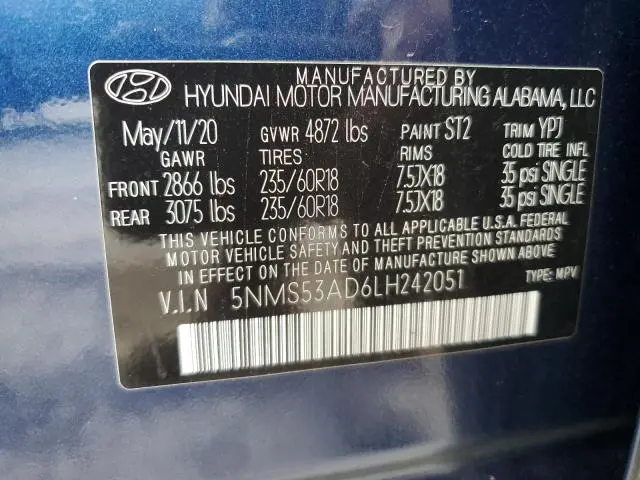 MANUFACTURED BY
HYUNDAI MOTOR MANUFACTURING ALABAMA, LLC
May/11/20 GVWR 4872 lbs PAINT ST2 TRIM YPJ
GAWR TIRES RIMS COLD TIRE INFL
FRONT 2866 lbs 235/60R18 7.5JX18 35 psi SINGLE
REAR 3075 lbs 235/60R18 7.5JX18 35 psi SINGLE
THIS VEHICLE CONFORMS TO ALL APPLICABLE U.S.A. FEDERAL
MOTOR VEHICLE SAFETY AND THEFT PREVENTION STANDARDS
IN EFFECT ON THE DATE OF MANUFACTURE SHOWN ABOVE.
V.I.N 5NMS53AD6LH242051 TYPE: MPV